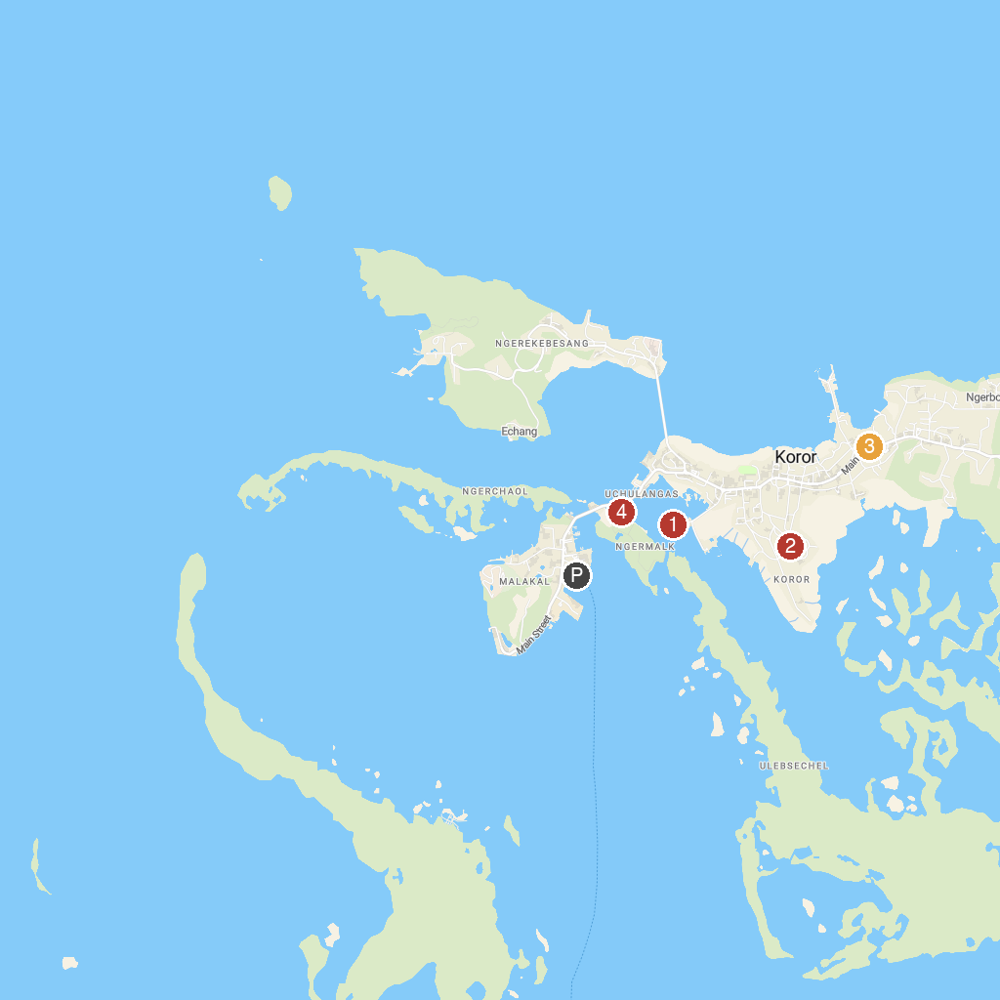 NGEREKEBESANG
Ngerbo
Echang
Koror
3
Main
NGERCHAOL
UCHULANGAS
4
1
NGERMALK
2
P
MALAKAL
KOROR
Main Street
ULEBSECHEL